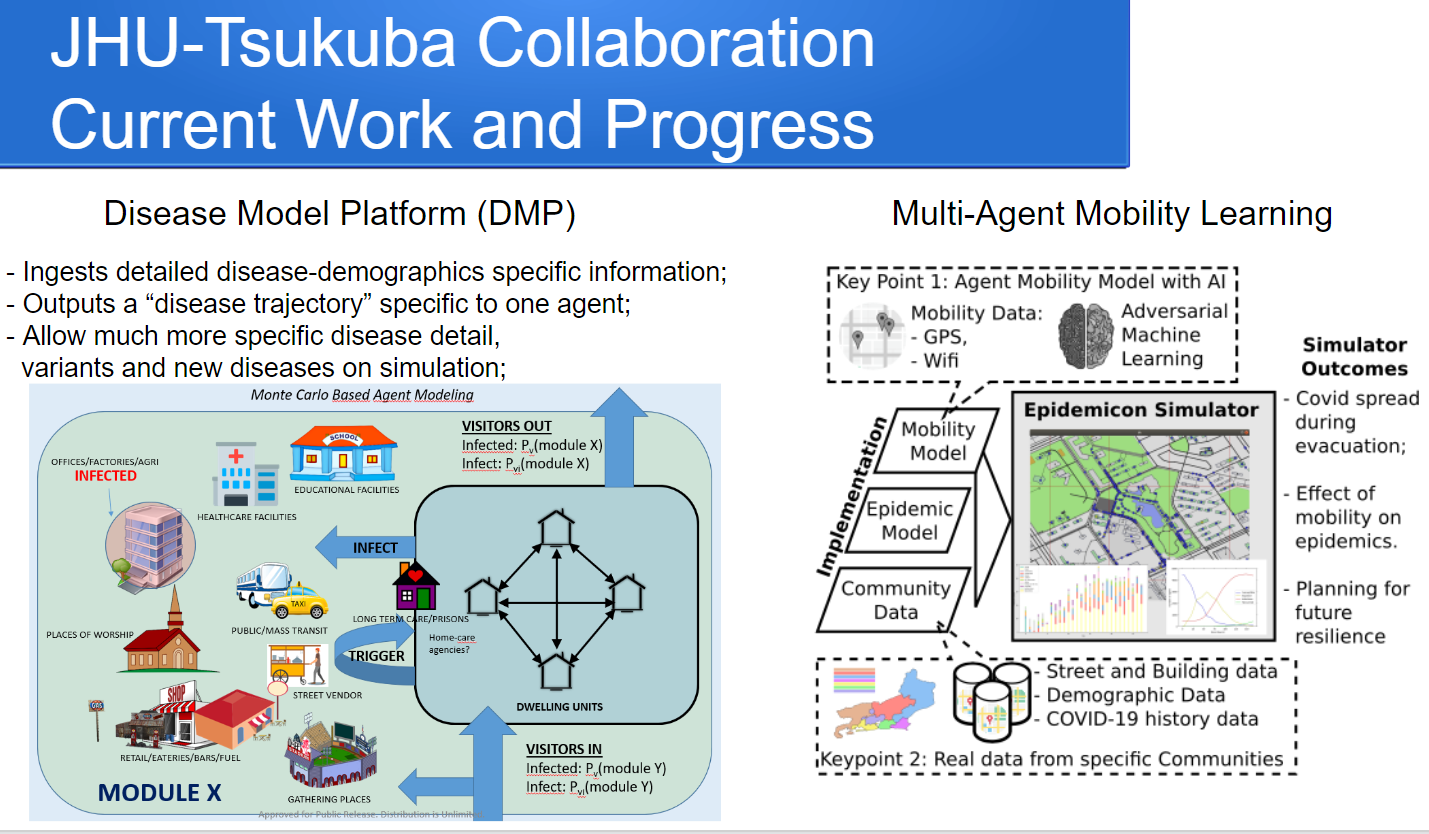 JHU-Tsukuba Collaboration
Current Work and Progress
Disease Model Platform (DMP)
- Ingests detailed disease-demographics specific information;
- Outputs a “disease trajectory” specific to one agent;
- Allow much more specific disease detail,
variants and new diseases on simulation;
Monte Carlo Based Agent Modeling
VISITORS OUT
Infected: Pv(module X)
Infect: Pvi(module X)
OFFICES/FACTORIES/AGRI
INFECTED
SCHOOL
EDUCATIONAL FACILITIES
HEALTHCARE FACILITIES
INFECT
TAXI
PUBLIC/MASS TRANSIT
LONG TERM CARE/PRISONS
PLACES OF WORSHIP
Home-care
agencies?
TRIGGER
STREET VENDOR
GAS
SHOP
DWELLING UNITS
RETAIL/EATERIES/BARS/FUEL
VISITORS IN
Infected: Pv(module Y)
Infect: Pvi(module Y)
MODULE X
GATHERING PLACES
Approved for Public Release. Distribution is Unlimited
Multi-Agent Mobility Learning
Key Point 1: Agent Mobility Model with AI
Mobility Data:
- GPS,
- Wifi
Adversarial
Machine
Learning
Implementation
Mobility
Model
Epidemic
Model
Community
Data
Epidemicon Simulator
Simulator
Outcomes
- Covid spread
during
evacuation;
- Effect of
mobility on
epidemics.
- Planning for
future
resilience
- Street and Building data
- Demographic Data
- COVID-19 history data
Keypoint 2: Real data from specific Communities